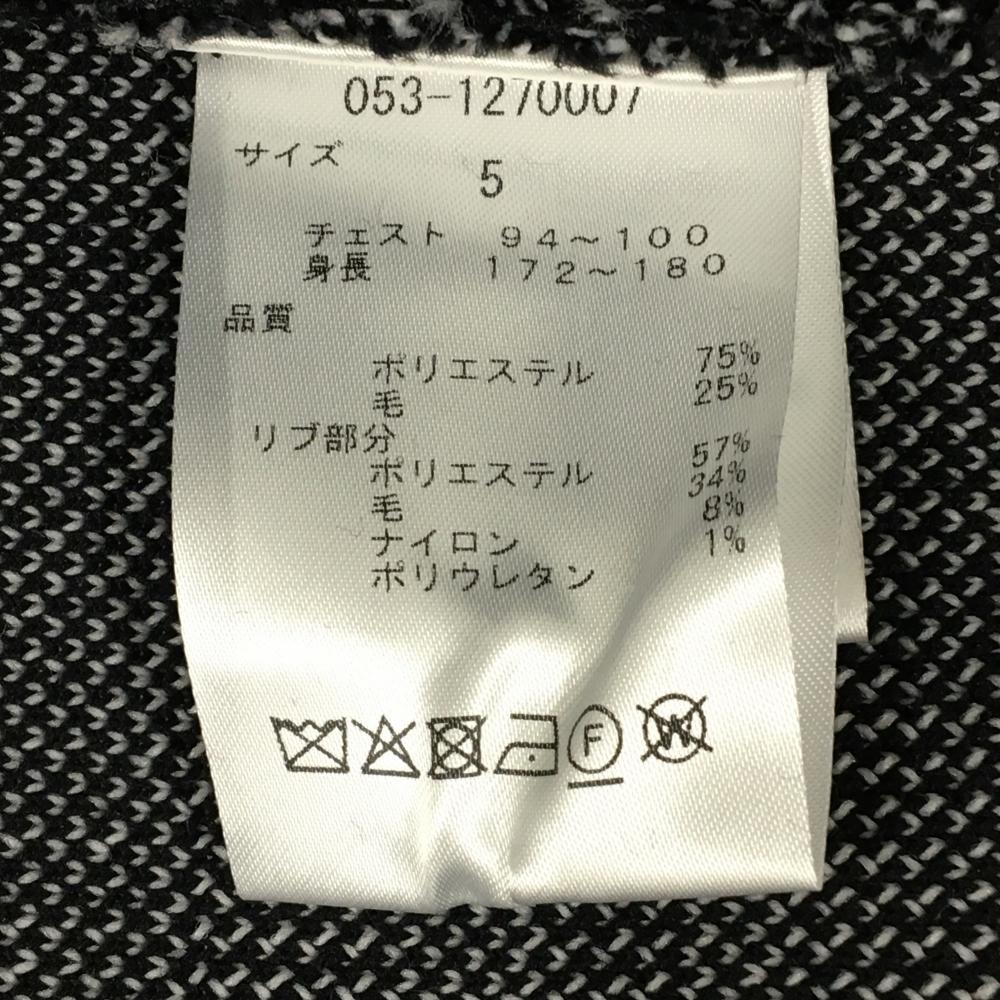 053-1270007
サイズ
5
チェスト 94～100
身長 172～180
品質
ポリエステル 75%
毛 25%
リブ部分
ポリエステル 57%
毛 34%
ナイロン 8%
ポリウレタン 1%
F
W